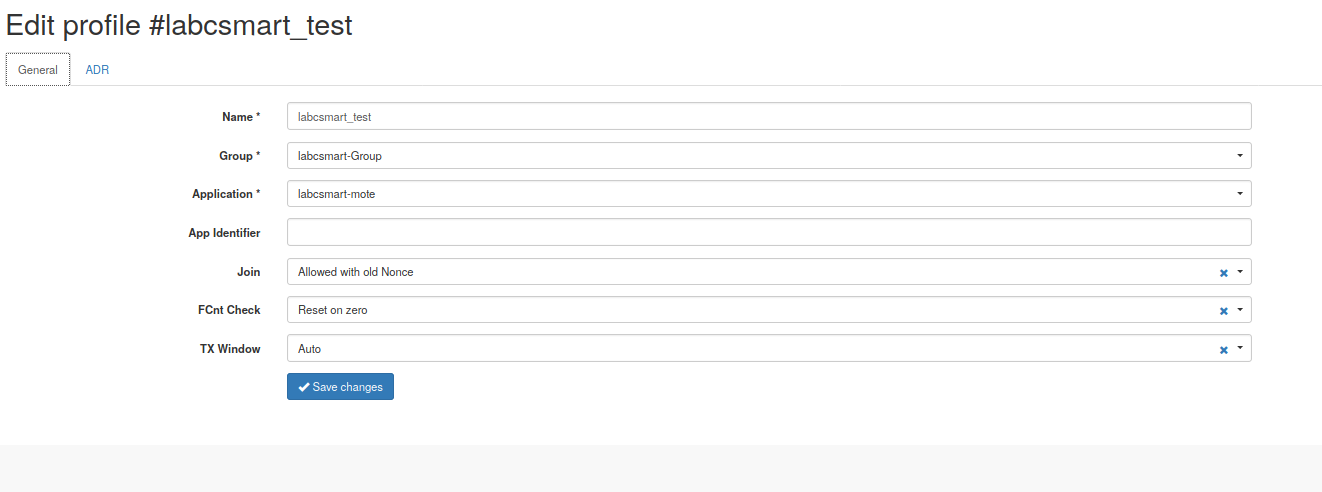 Edit profile #labcsmart_test
General ADR
Name * labcsmart_test
Group * labcsmart-Group
Application * labcsmart-mote
App Identifier
Join Allowed with old Nonce
FCnt Check Reset on zero
TX Window Auto
Save changes